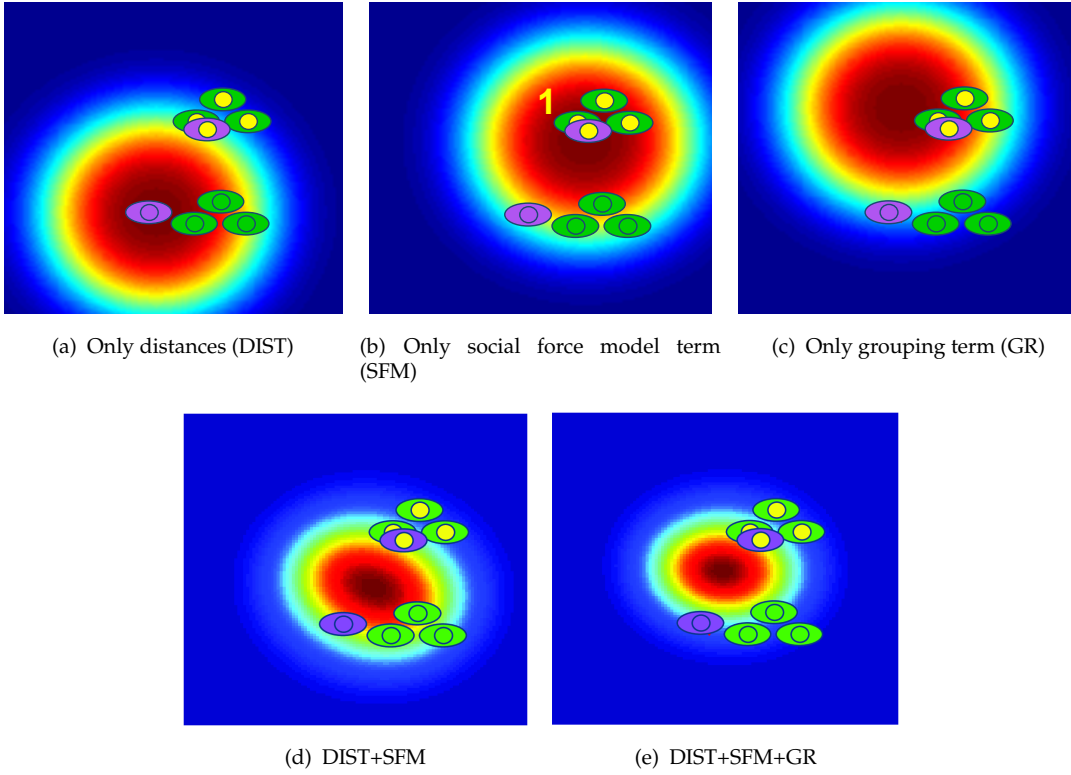 1
(a) Only distances (DIST)
(b) Only social force model term
(SFM)
(c) Only grouping term (GR)
(d) DIST+SFM
(e) DIST+SFM+GR